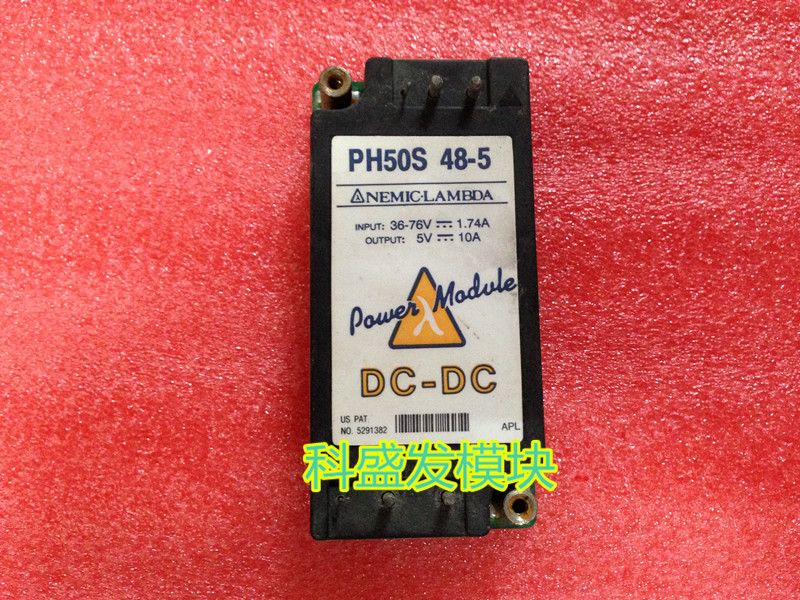 PH50S 48-5
NEMIC-LAMBDA
INPUT: 36-76V ⎓ 1.74A
OUTPUT: 5V ⎓ 10A
Power λ Module
DC-DC
US PAT.
NO. 5291382
APL
科盛发模块